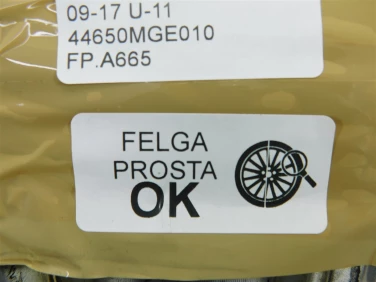 09-17 U-11
44650MGE010
FP.A665
FELGA
PROSTA
OK